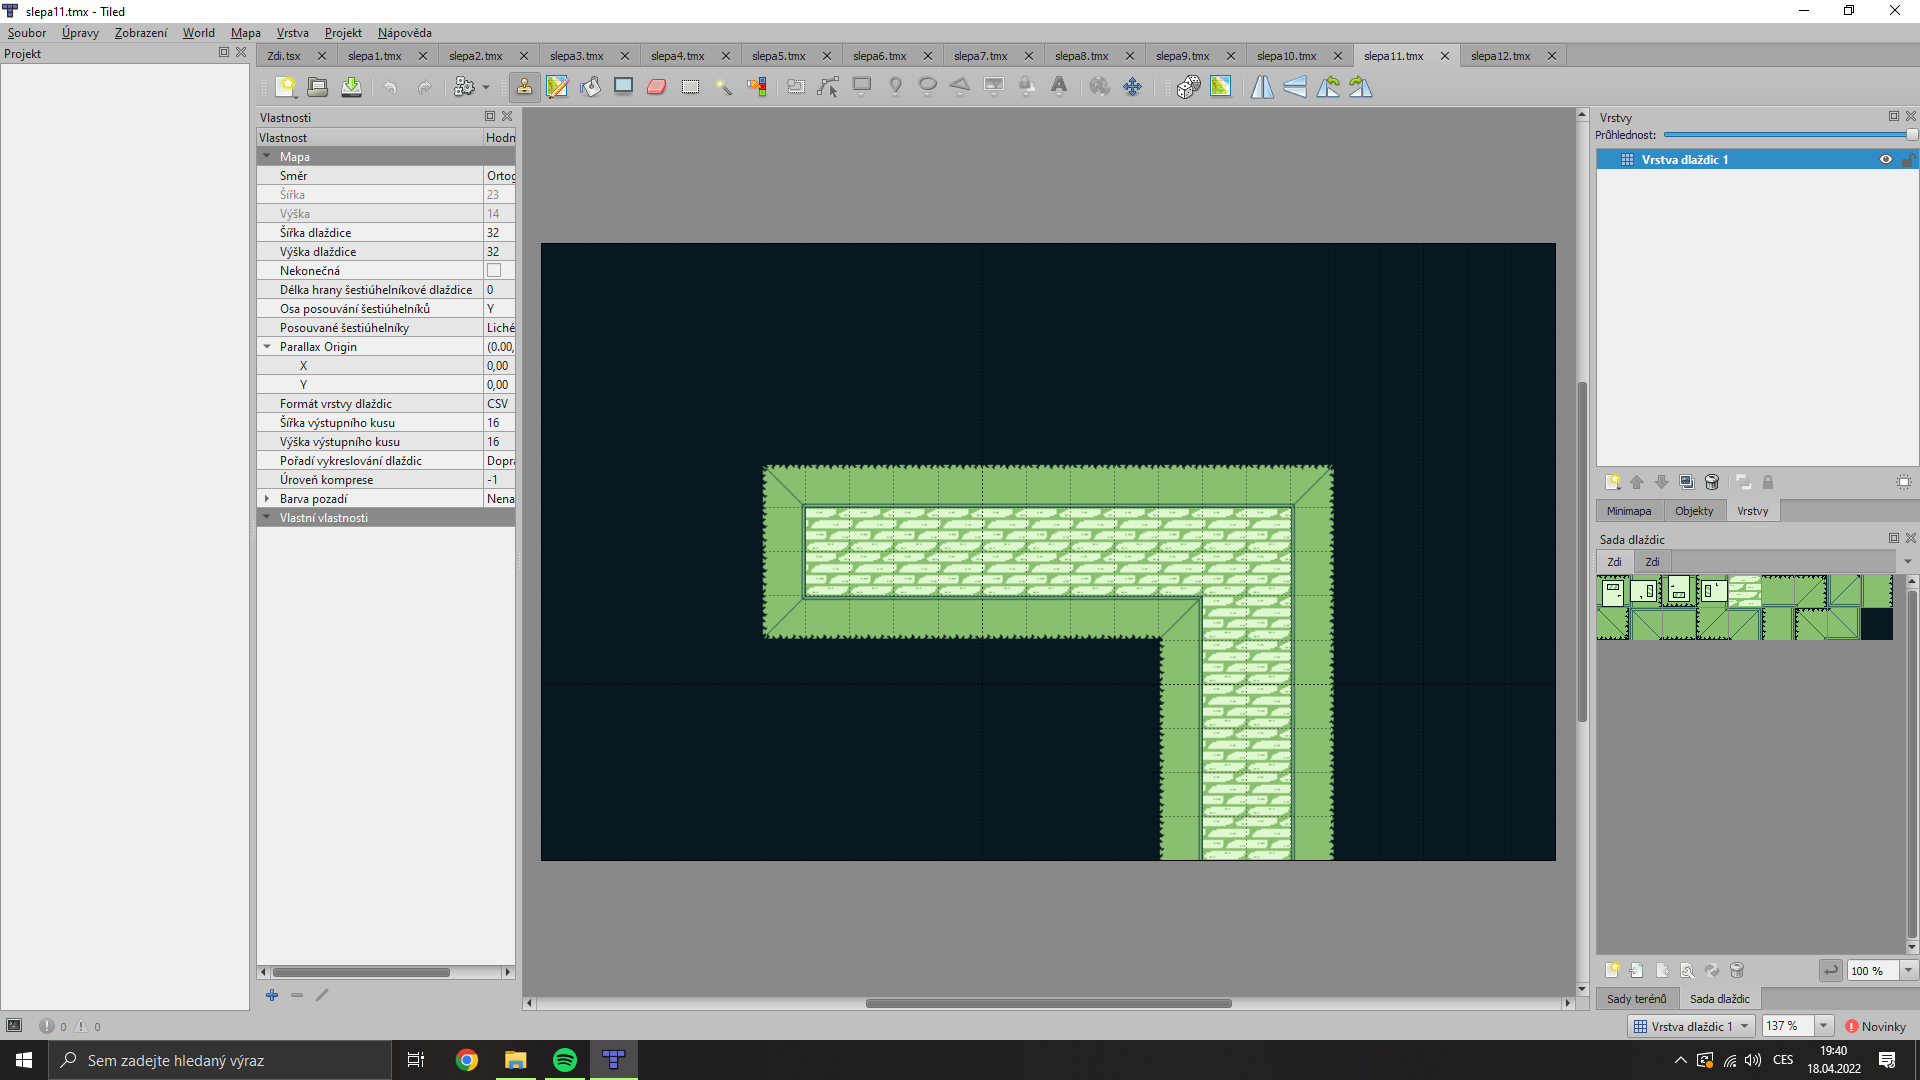 slepa11.tmx - Tiled
Soubor Úpravy Zobrazení World Mapa Vrstva Projekt Nápověda
Projekt
Zdi.tsx slepa1.tmx slepa2.tmx slepa3.tmx slepa4.tmx slepa5.tmx slepa6.tmx slepa7.tmx slepa8.tmx slepa9.tmx slepa10.tmx slepa11.tmx slepa12.tmx
Vlastnosti
Vlastnost Hodn
Mapa
Směr Ortog
Šířka 23
Výška 14
Šířka dlaždice 32
Výška dlaždice 32
Nekonečná
Délka hrany šestiúhelníkové dlaždice 0
Osa posouvání šestiúhelníků Y
Posouvané šestiúhelníky Liché
Parallax Origin (0.00,
X 0,00
Y 0,00
Formát vrstvy dlaždic CSV
Šířka výstupního kusu 16
Výška výstupního kusu 16
Pořadí vykreslování dlaždic Dopra
Úroveň komprese -1
Barva pozadí Nena
Vlastní vlastnosti
Vrstvy
Průhlednost:
Vrstva dlaždic 1
Minimapa Objekty Vrstvy
Sada dlaždic
Zdi Zdi
100 %
Sady terénů Sada dlaždic
0 0
Vrstva dlaždic 1 137 % Novinky
Sem zadejte hledaný výraz
CES
19:40
18.04.2022